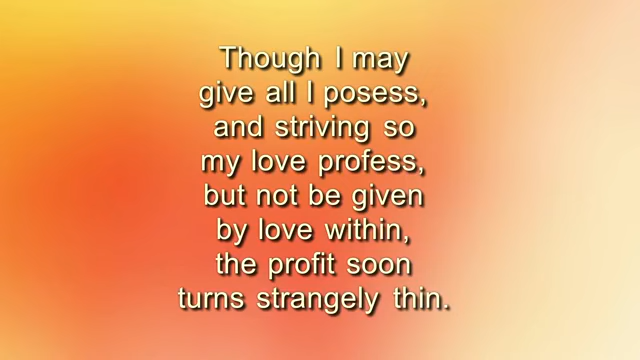 Though I may
give all I posess,
and striving so
my love profess,
but not be given
by love within,
the profit soon
turns strangely thin.